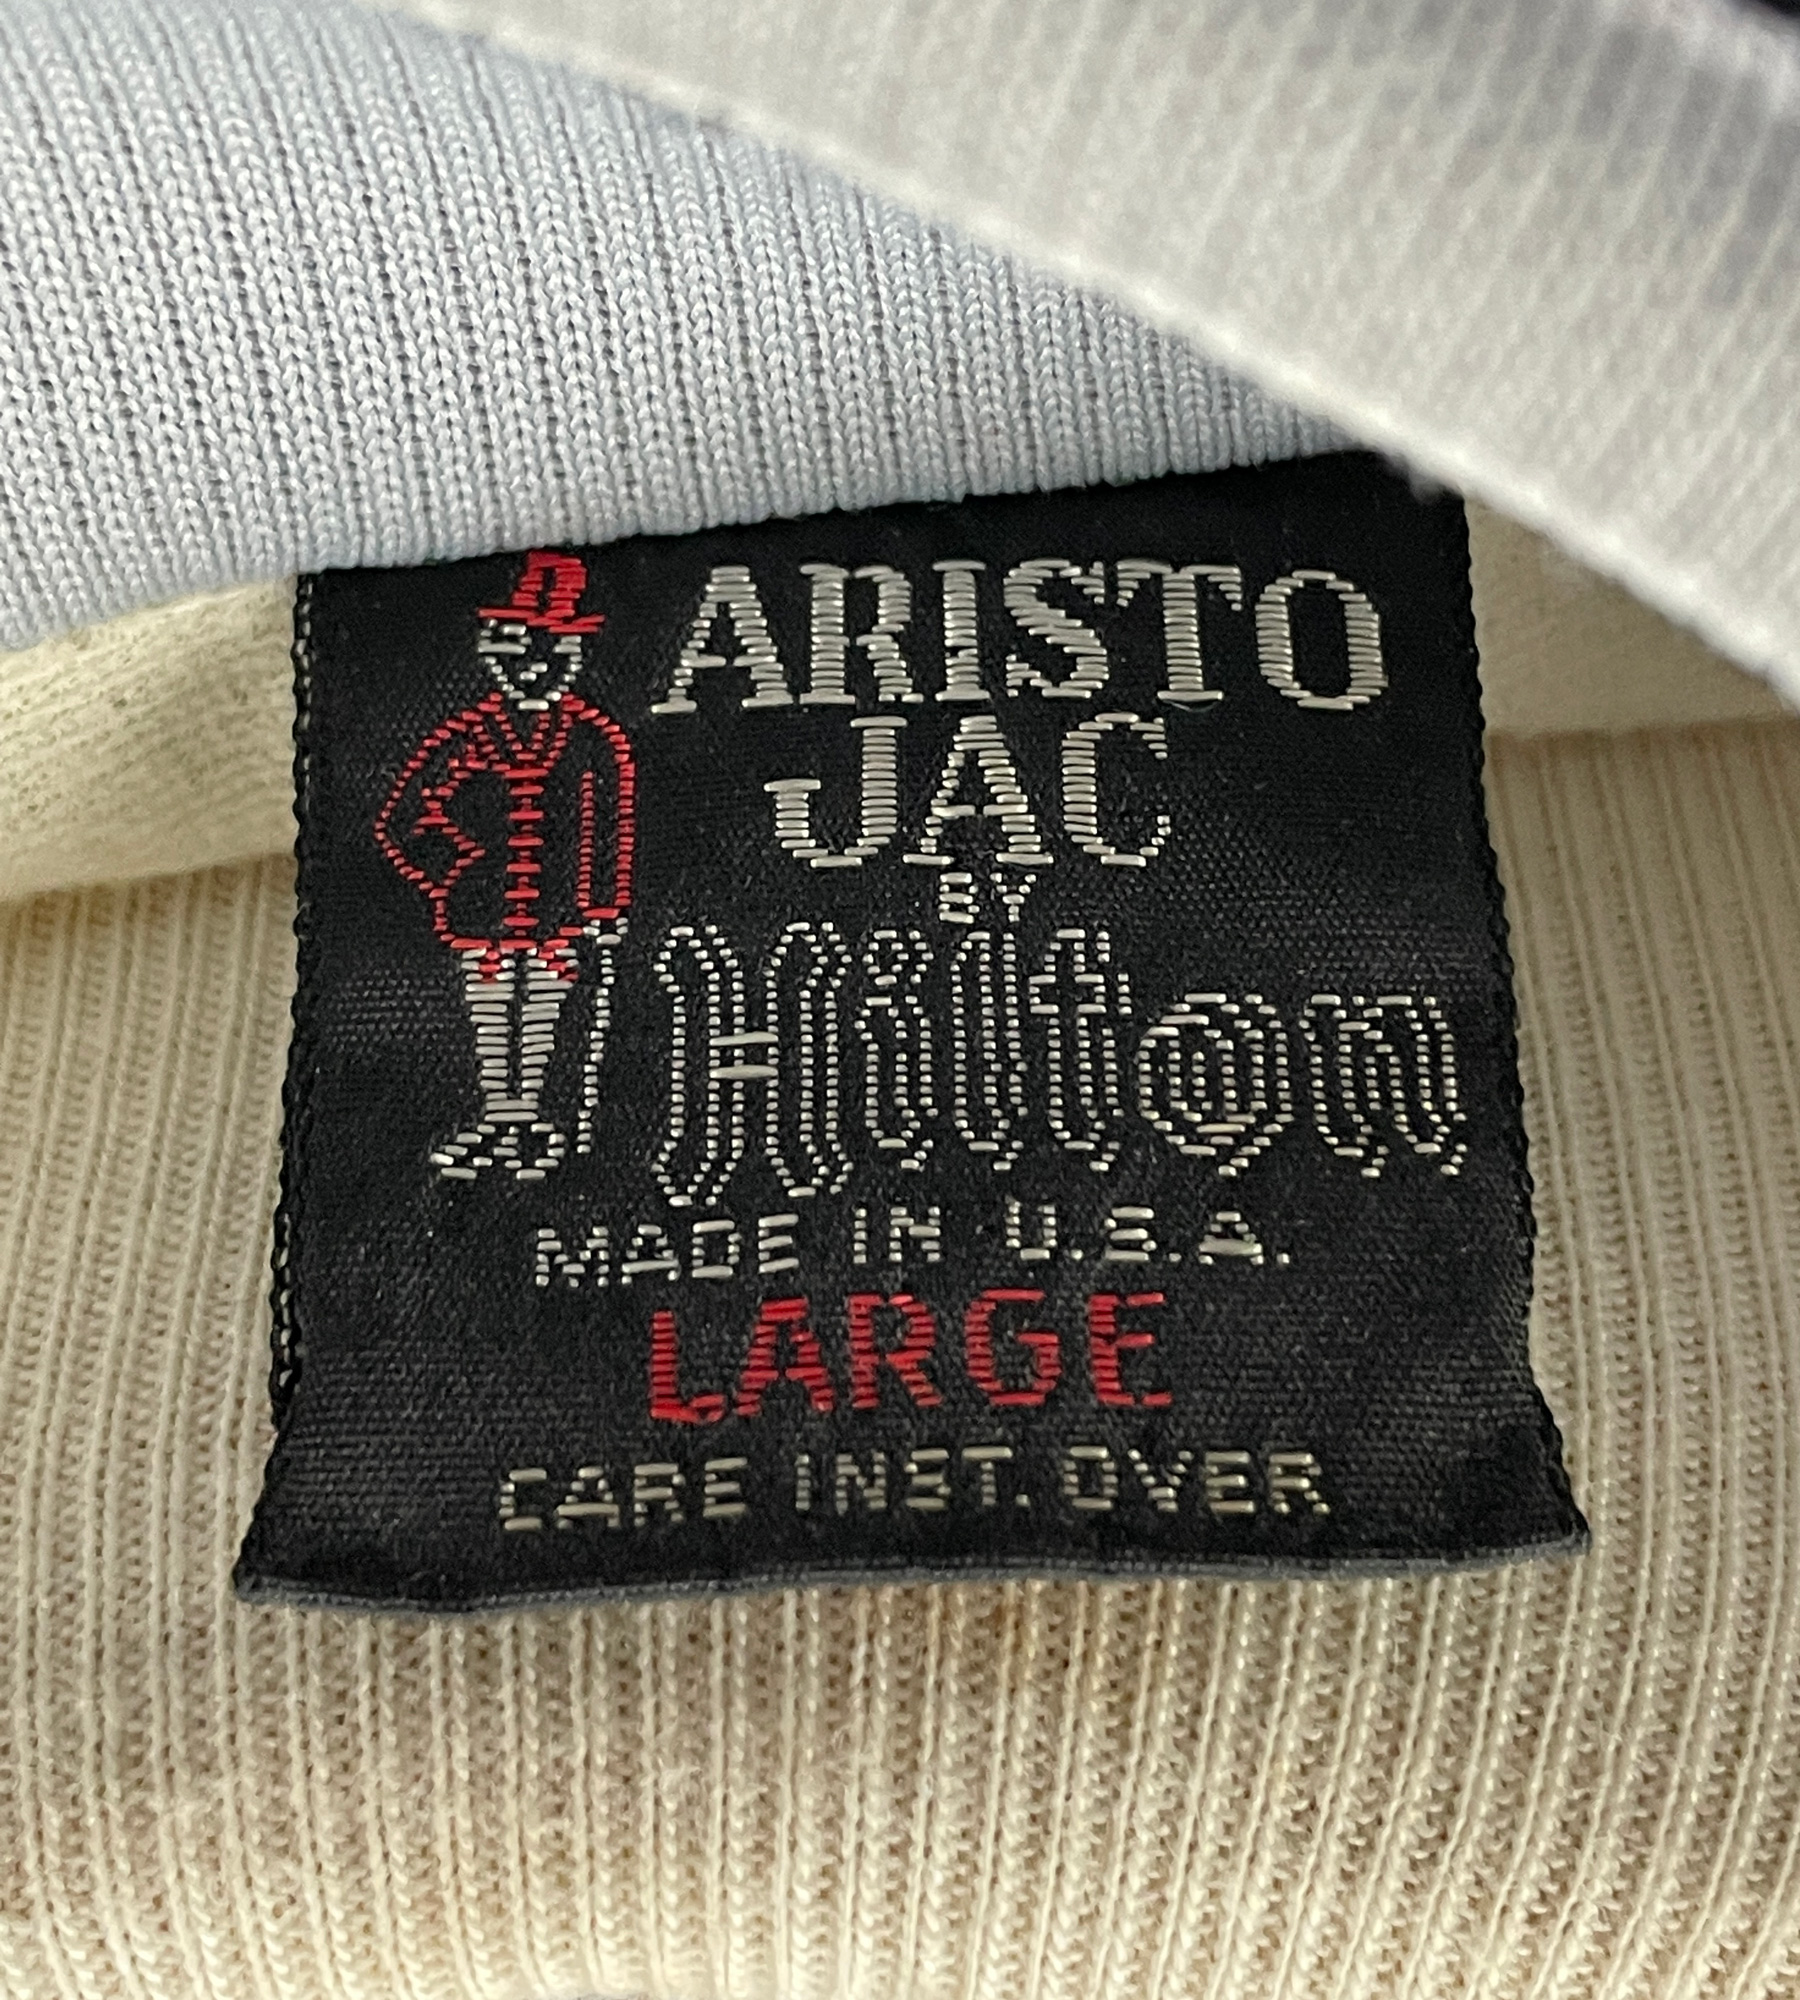 ARISTO
JAC
BY
Hilton
MADE IN U.S.A.
LARGE
CARE INST. OVER